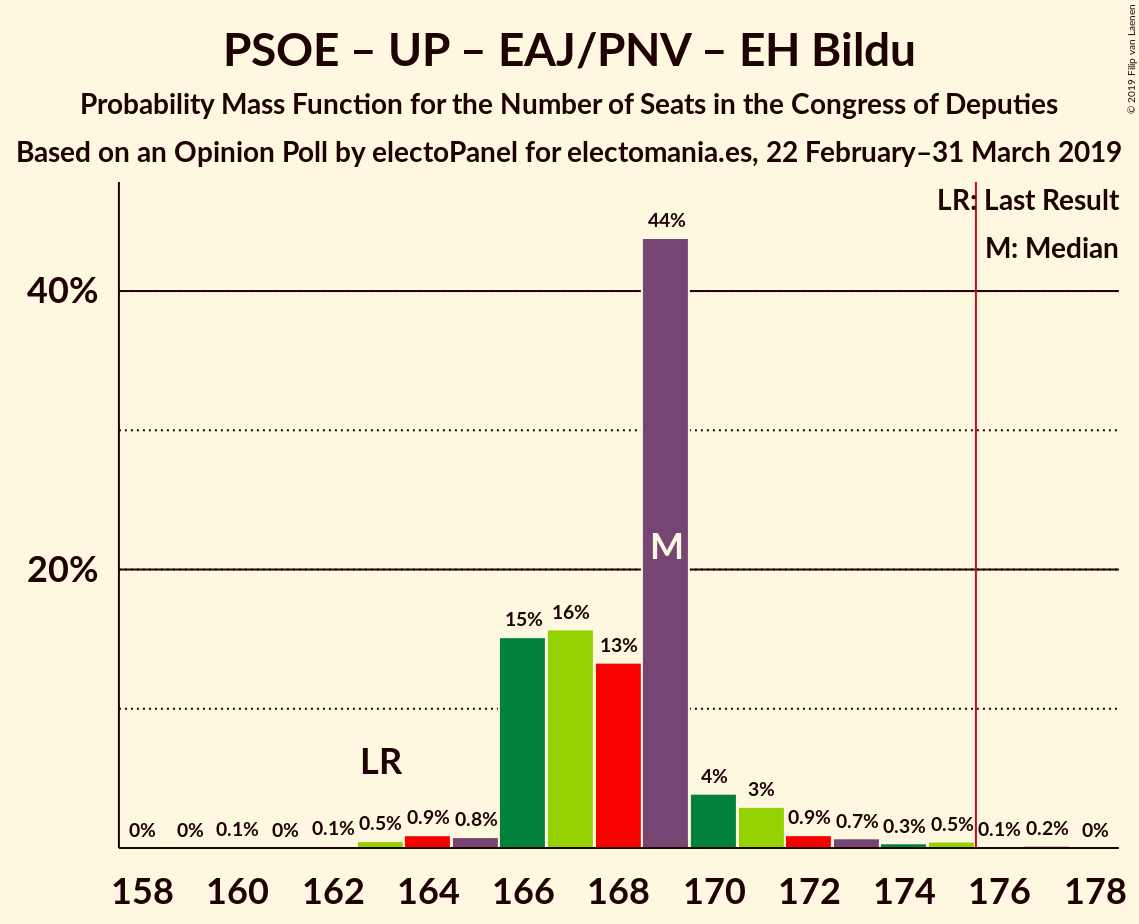 © 2019 Filip van Laenen
PSOE – UP – EAJ/PNV – EH Bildu
Probability Mass Function for the Number of Seats in the Congress of Deputies
Based on an Opinion Poll by electoPanel for electomania.es, 22 February–31 March 2019
LR: Last Result
M: Median
40%
20%
0% 0% 0.1% 0% 0.1% 0.5% 0.9% 0.8% 15% 16% 13% 44% 4% 3% 0.9% 0.7% 0.3% 0.5% 0.1% 0.2% 0%
LR
M
158 160 162 164 166 168 170 172 174 176 178